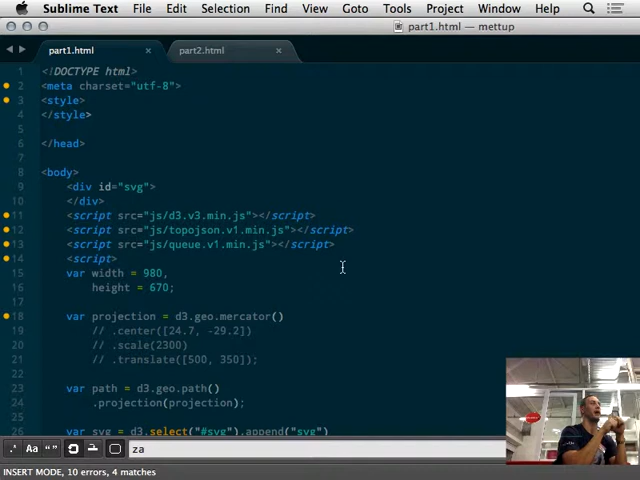 Sublime Text File Edit Selection Find View Goto Tools Project Window Help
part1.html — mettup
part1.html × part2.html ×
1 <!DOCTYPE html>
2 <meta charset="utf-8">
3 <style>
4 </style>
5
6 </head>
7
8 <body>
9 <div id="svg">
10 </div>
11 <script src="js/d3.v3.min.js"></script>
12 <script src="js/topojson.v1.min.js"></script>
13 <script src="js/queue.v1.min.js"></script>
14 <script>
15 var width = 980,
16 height = 670;
17
18 var projection = d3.geo.mercator()
19 // .center([24.7, -29.2])
20 // .scale(2300)
21 // .translate([500, 350]);
22
23 var path = d3.geo.path()
24 .projection(projection);
25
26 var svg = d3.select("#svg").append("svg")
.* Aa “” za
INSERT MODE, 10 errors, 4 matches